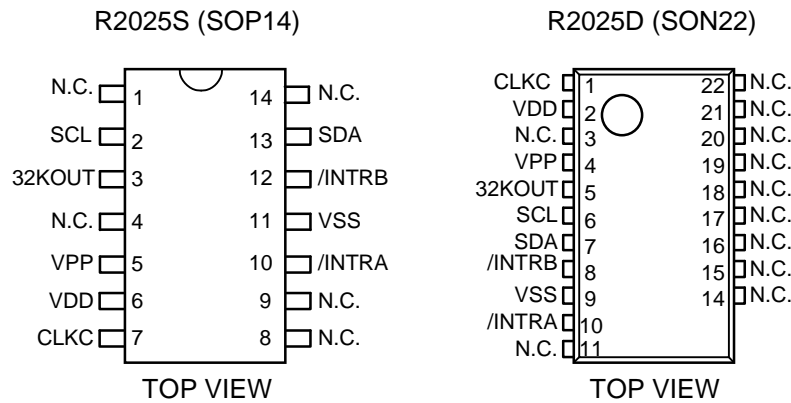 R2025S (SOP14)
N.C. 1 14 N.C.
SCL 2 13 SDA
32KOUT 3 12 /INTRB
N.C. 4 11 VSS
VPP 5 10 /INTRA
VDD 6 9 N.C.
CLKC 7 8 N.C.
TOP VIEW
R2025D (SON22)
CLKC 1 22 N.C.
VDD 2 21 N.C.
N.C. 3 20 N.C.
VPP 4 19 N.C.
32KOUT 5 18 N.C.
SCL 6 17 N.C.
SDA 7 16 N.C.
/INTRB 8 15 N.C.
VSS 9 14 N.C.
/INTRA 10
N.C. 11
TOP VIEW